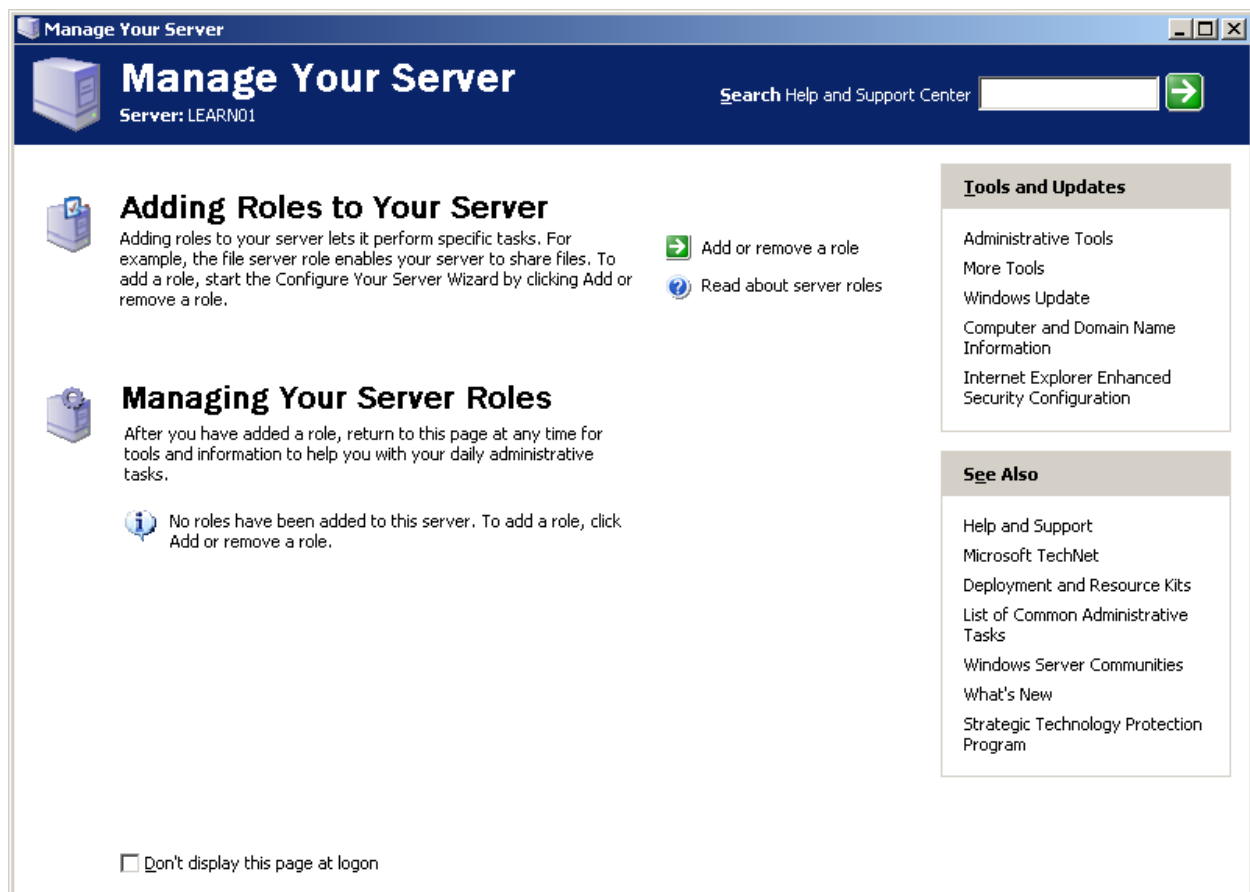 Manage Your Server
Manage Your Server
Server: LEARN01
Search Help and Support Center
Adding Roles to Your Server
Adding roles to your server lets it perform specific tasks. For
example, the file server role enables your server to share files. To
add a role, start the Configure Your Server Wizard by clicking Add or
remove a role.
Add or remove a role
Read about server roles
Managing Your Server Roles
After you have added a role, return to this page at any time for
tools and information to help you with your daily administrative
tasks.
No roles have been added to this server. To add a role, click
Add or remove a role.
Tools and Updates
Administrative Tools
More Tools
Windows Update
Computer and Domain Name
Information
Internet Explorer Enhanced
Security Configuration
See Also
Help and Support
Microsoft TechNet
Deployment and Resource Kits
List of Common Administrative
Tasks
Windows Server Communities
What's New
Strategic Technology Protection
Program
Don't display this page at logon